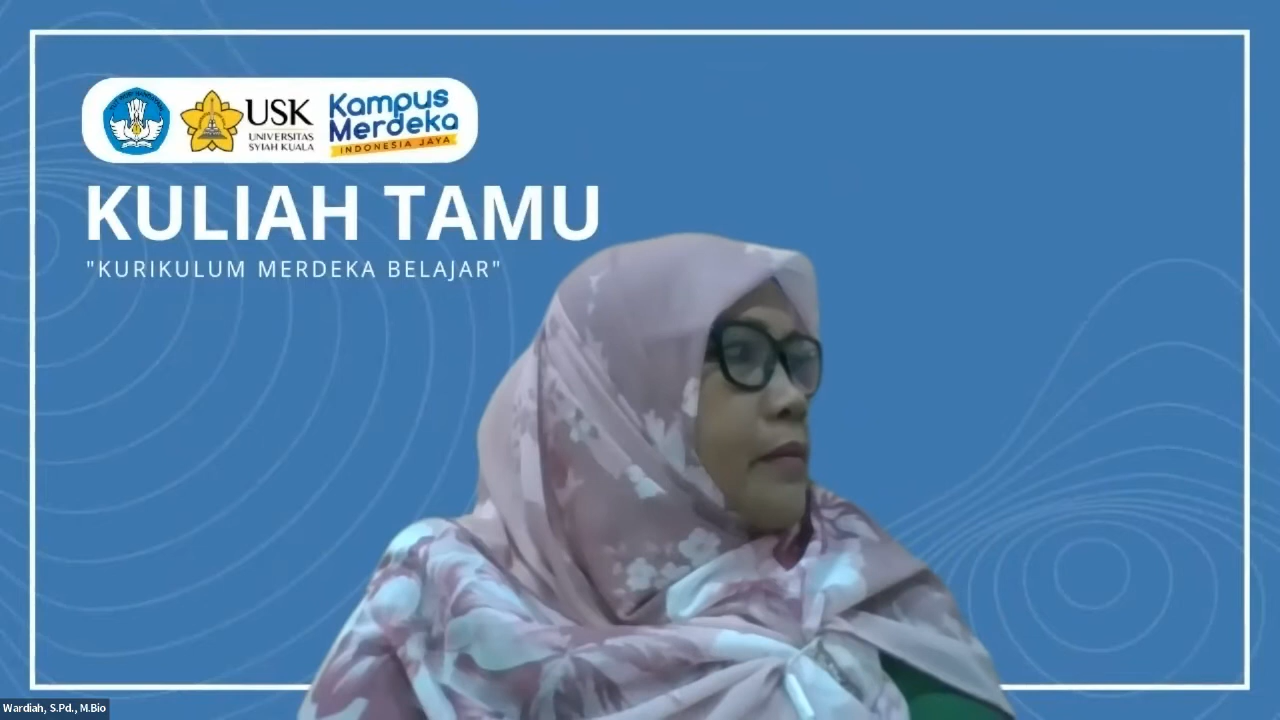 USK
UNIVERSITAS
SYIAH KUALA
Kampus
Merdeka
INDONESIA JAYA
KULIAH TAMU
"KURIKULUM MERDEKA BELAJAR"
Wardiah, S.Pd., M.Bio